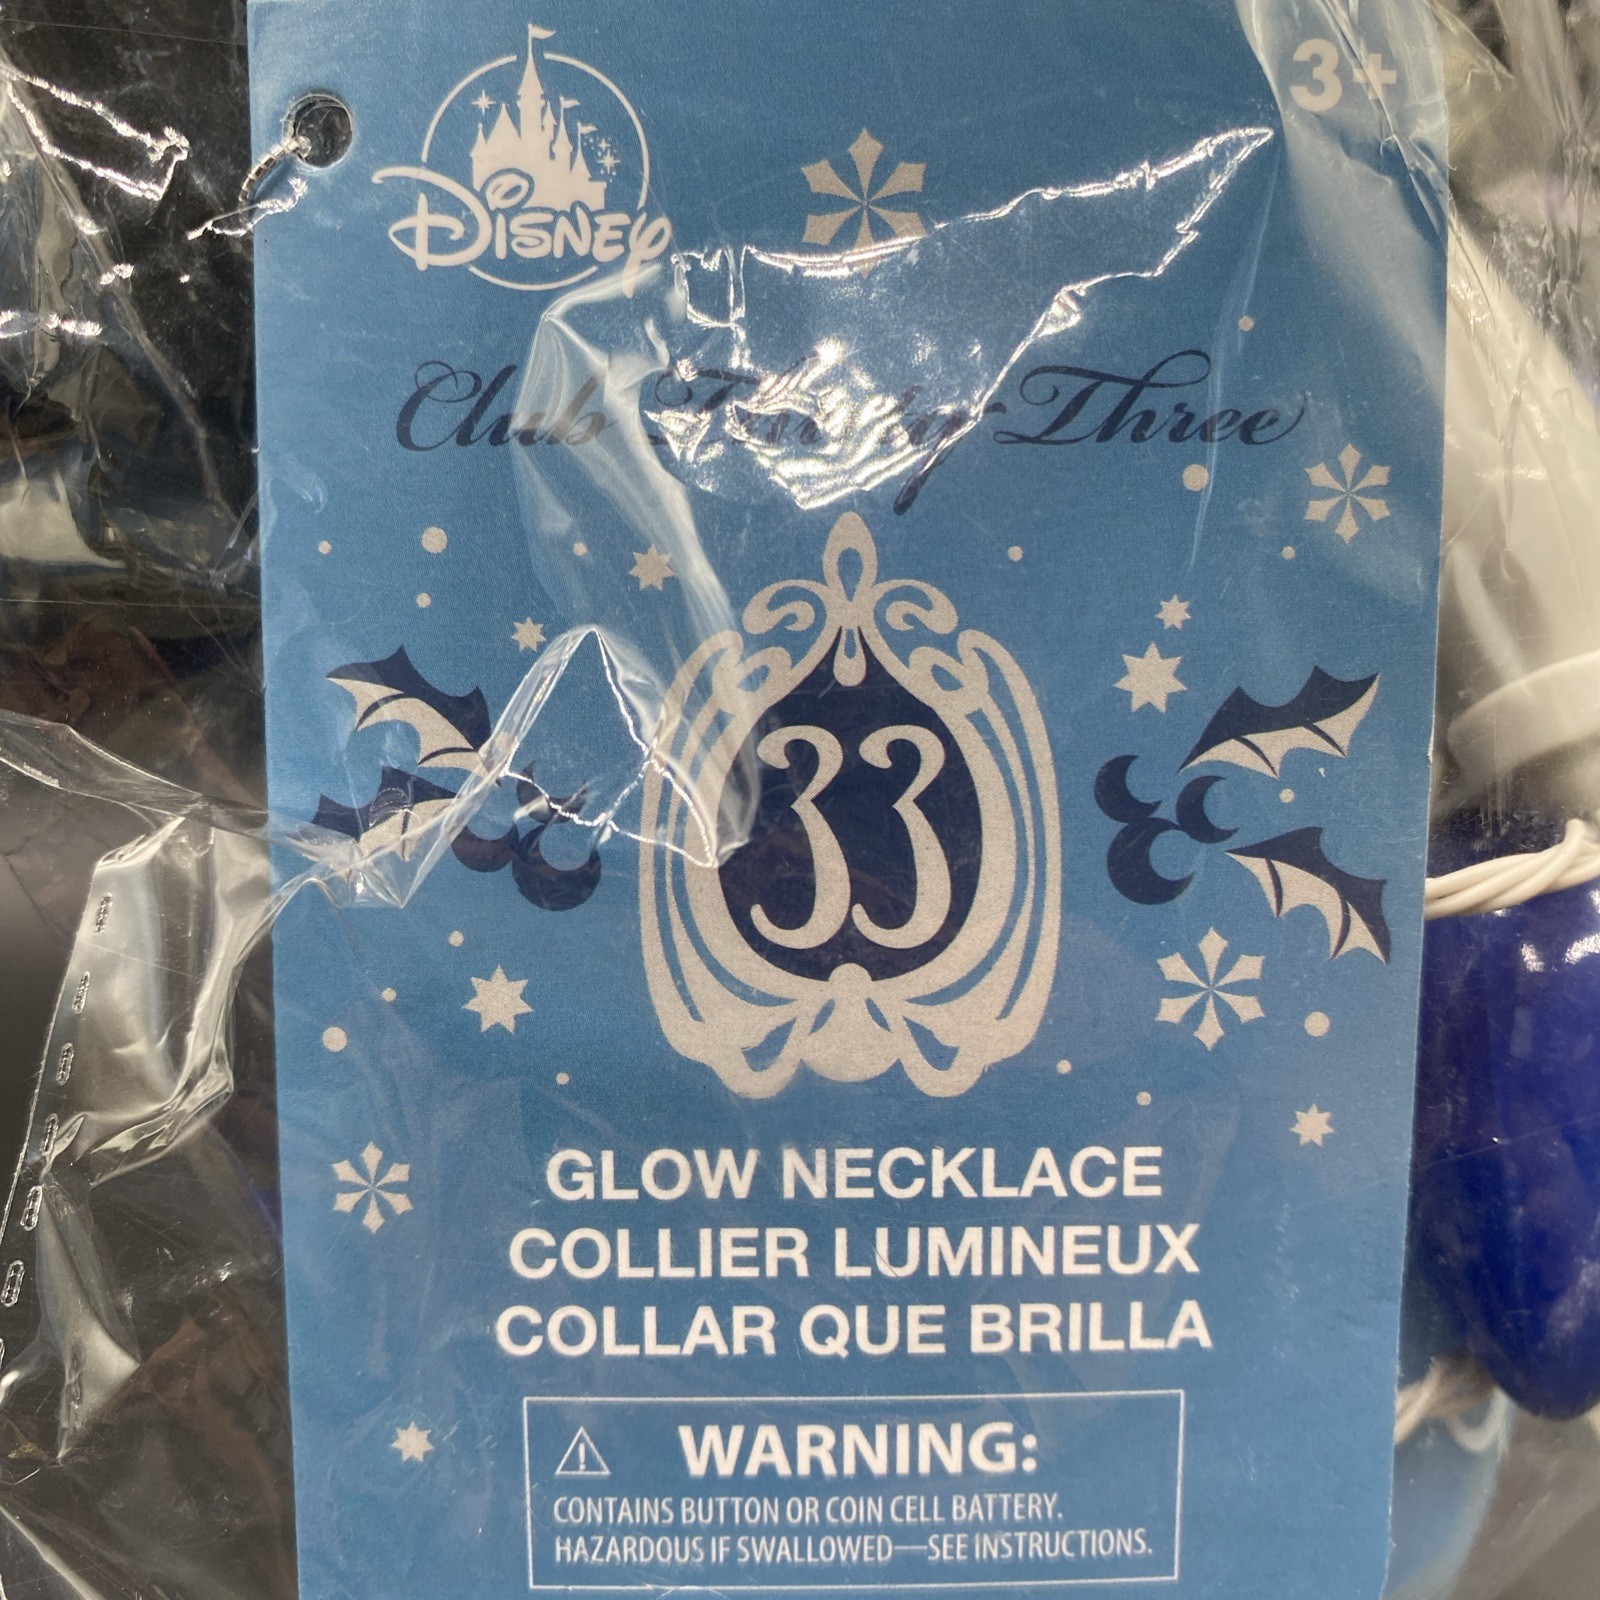 Disney
3+
Club Thirty Three
33
GLOW NECKLACE
COLLIER LUMINEUX
COLLAR QUE BRILLA
WARNING:
CONTAINS BUTTON OR COIN CELL BATTERY.
HAZARDOUS IF SWALLOWED—SEE INSTRUCTIONS.